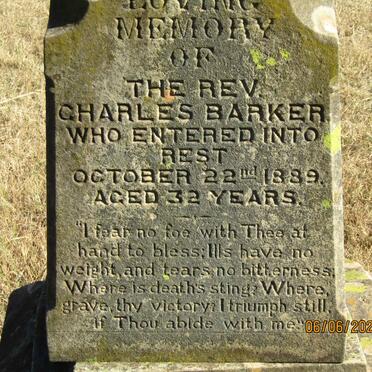 LOVING
MEMORY
OF
THE REV.
CHARLES BARKER.
WHO ENTERED INTO
REST
OCTOBER 22nd 1889.
AGED 32 YEARS.
"I fear no foe with Thee at
hand to bless; Ills have no
weight, and tears no bitterness;
Where is death's sting? Where,
grave, thy victory? I triumph still,
if Thou abide with me."
06/06/202